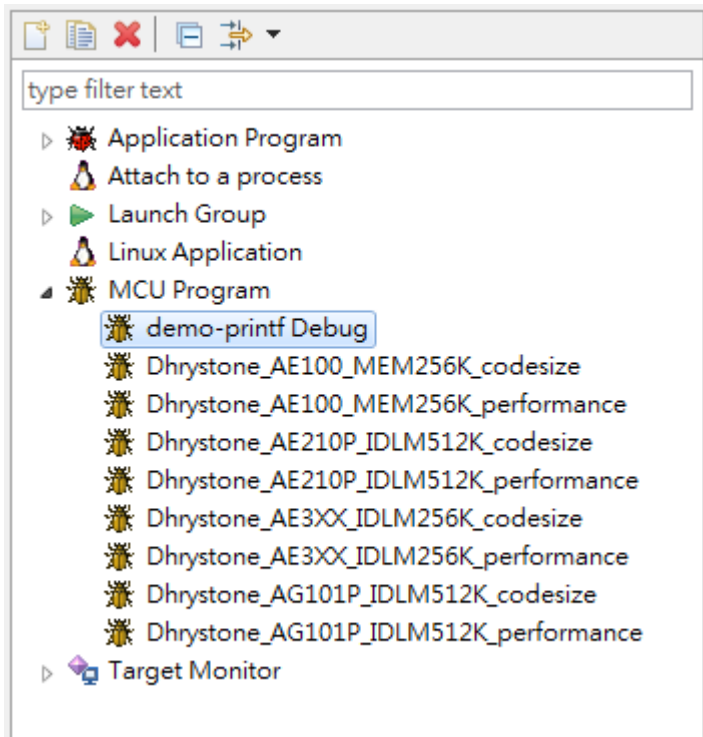 type filter text
Application Program
Attach to a process
Launch Group
Linux Application
MCU Program
demo-printf Debug
Dhrystone_AE100_MEM256K_codesize
Dhrystone_AE100_MEM256K_performance
Dhrystone_AE210P_IDLM512K_codesize
Dhrystone_AE210P_IDLM512K_performance
Dhrystone_AE3XX_IDLM256K_codesize
Dhrystone_AE3XX_IDLM256K_performance
Dhrystone_AG101P_IDLM512K_codesize
Dhrystone_AG101P_IDLM512K_performance
Target Monitor